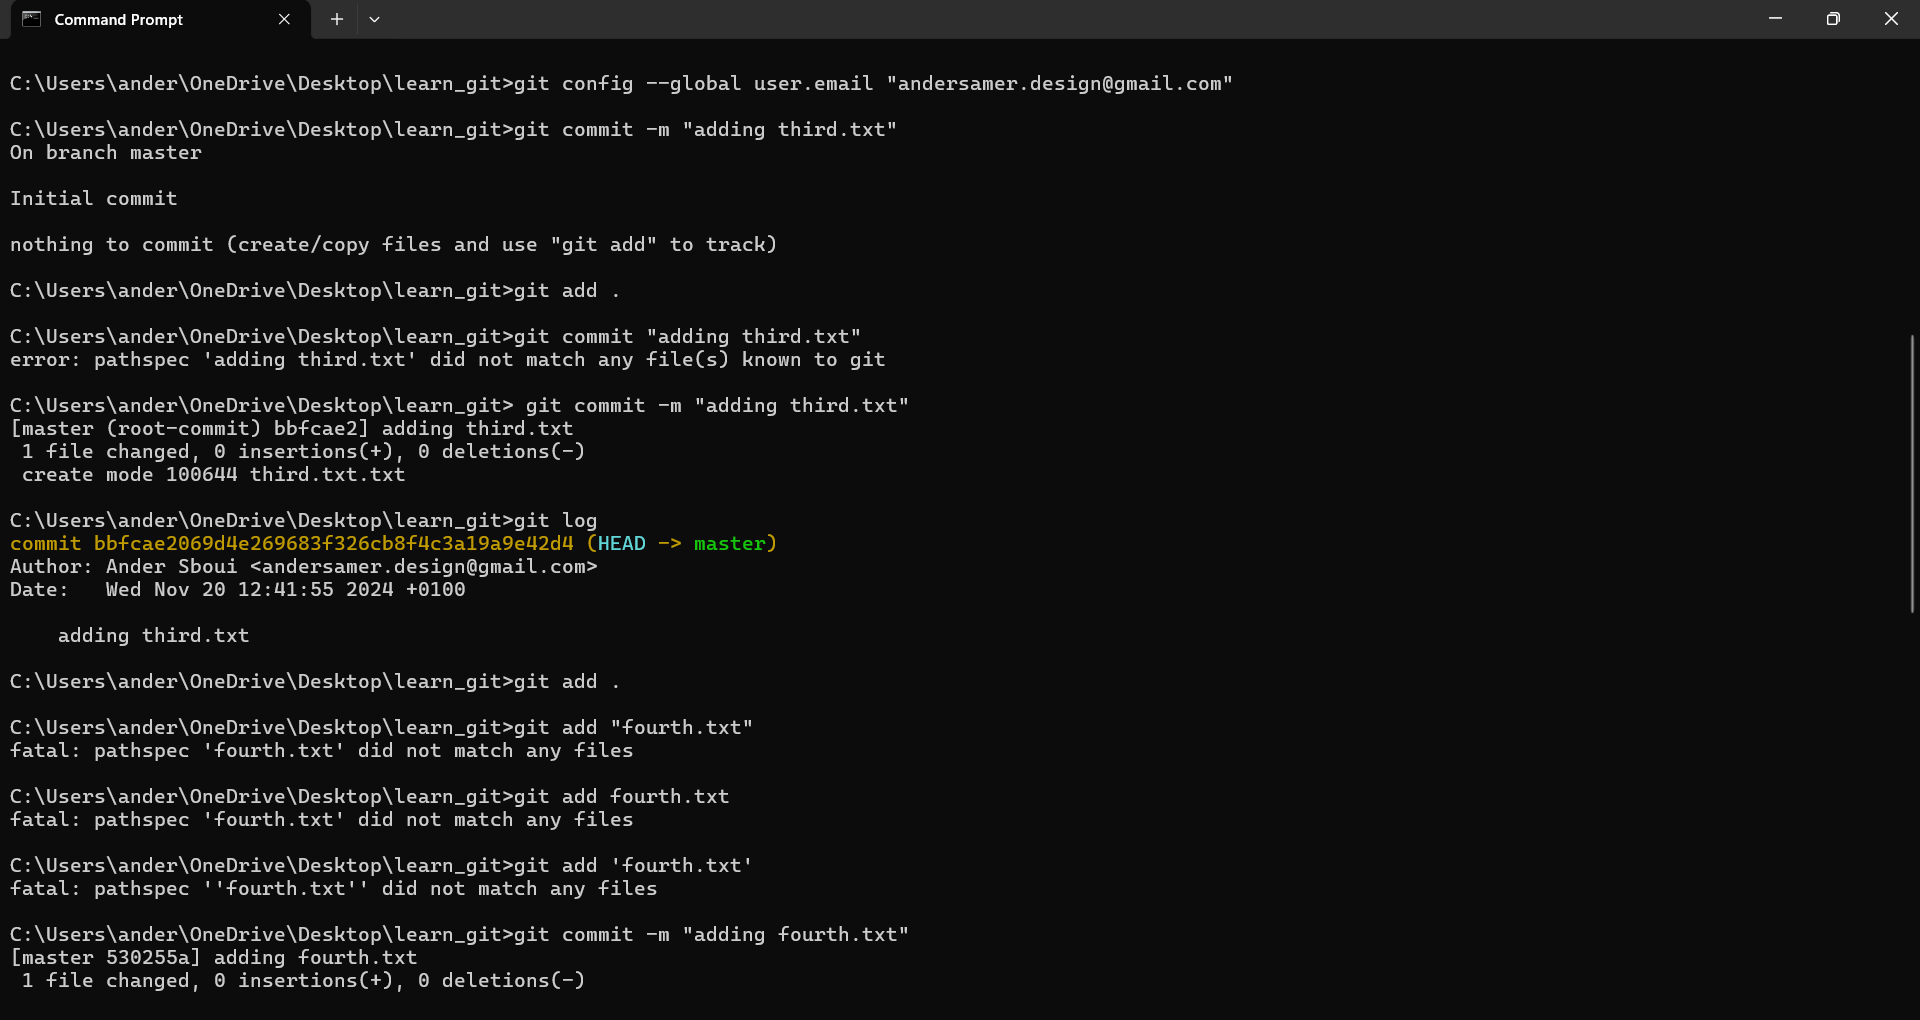 Command Prompt
C:\Users\ander\OneDrive\Desktop\learn_git>git config --global user.email "andersamer.design@gmail.com"
C:\Users\ander\OneDrive\Desktop\learn_git>git commit -m "adding third.txt"
On branch master
Initial commit
nothing to commit (create/copy files and use "git add" to track)
C:\Users\ander\OneDrive\Desktop\learn_git>git add .
C:\Users\ander\OneDrive\Desktop\learn_git>git commit "adding third.txt"
error: pathspec 'adding third.txt' did not match any file(s) known to git
C:\Users\ander\OneDrive\Desktop\learn_git> git commit -m "adding third.txt"
[master (root-commit) bbfcae2] adding third.txt
 1 file changed, 0 insertions(+), 0 deletions(-)
 create mode 100644 third.txt.txt
C:\Users\ander\OneDrive\Desktop\learn_git>git log
commit bbfcae2069d4e269683f326cb8f4c3a19a9e42d4 (HEAD -> master)
Author: Ander Sboui <andersamer.design@gmail.com>
Date:   Wed Nov 20 12:41:55 2024 +0100
    adding third.txt
C:\Users\ander\OneDrive\Desktop\learn_git>git add .
C:\Users\ander\OneDrive\Desktop\learn_git>git add "fourth.txt"
fatal: pathspec 'fourth.txt' did not match any files
C:\Users\ander\OneDrive\Desktop\learn_git>git add fourth.txt
fatal: pathspec 'fourth.txt' did not match any files
C:\Users\ander\OneDrive\Desktop\learn_git>git add 'fourth.txt'
fatal: pathspec ''fourth.txt'' did not match any files
C:\Users\ander\OneDrive\Desktop\learn_git>git commit -m "adding fourth.txt"
[master 530255a] adding fourth.txt
 1 file changed, 0 insertions(+), 0 deletions(-)